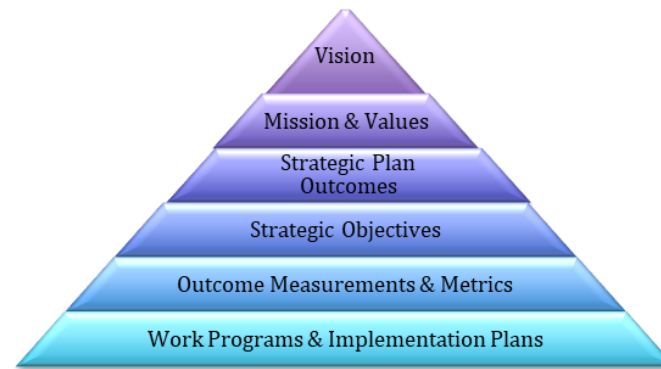 Vision
Mission & Values
Strategic Plan
Outcomes
Strategic Objectives
Outcome Measurements & Metrics
Work Programs & Implementation Plans